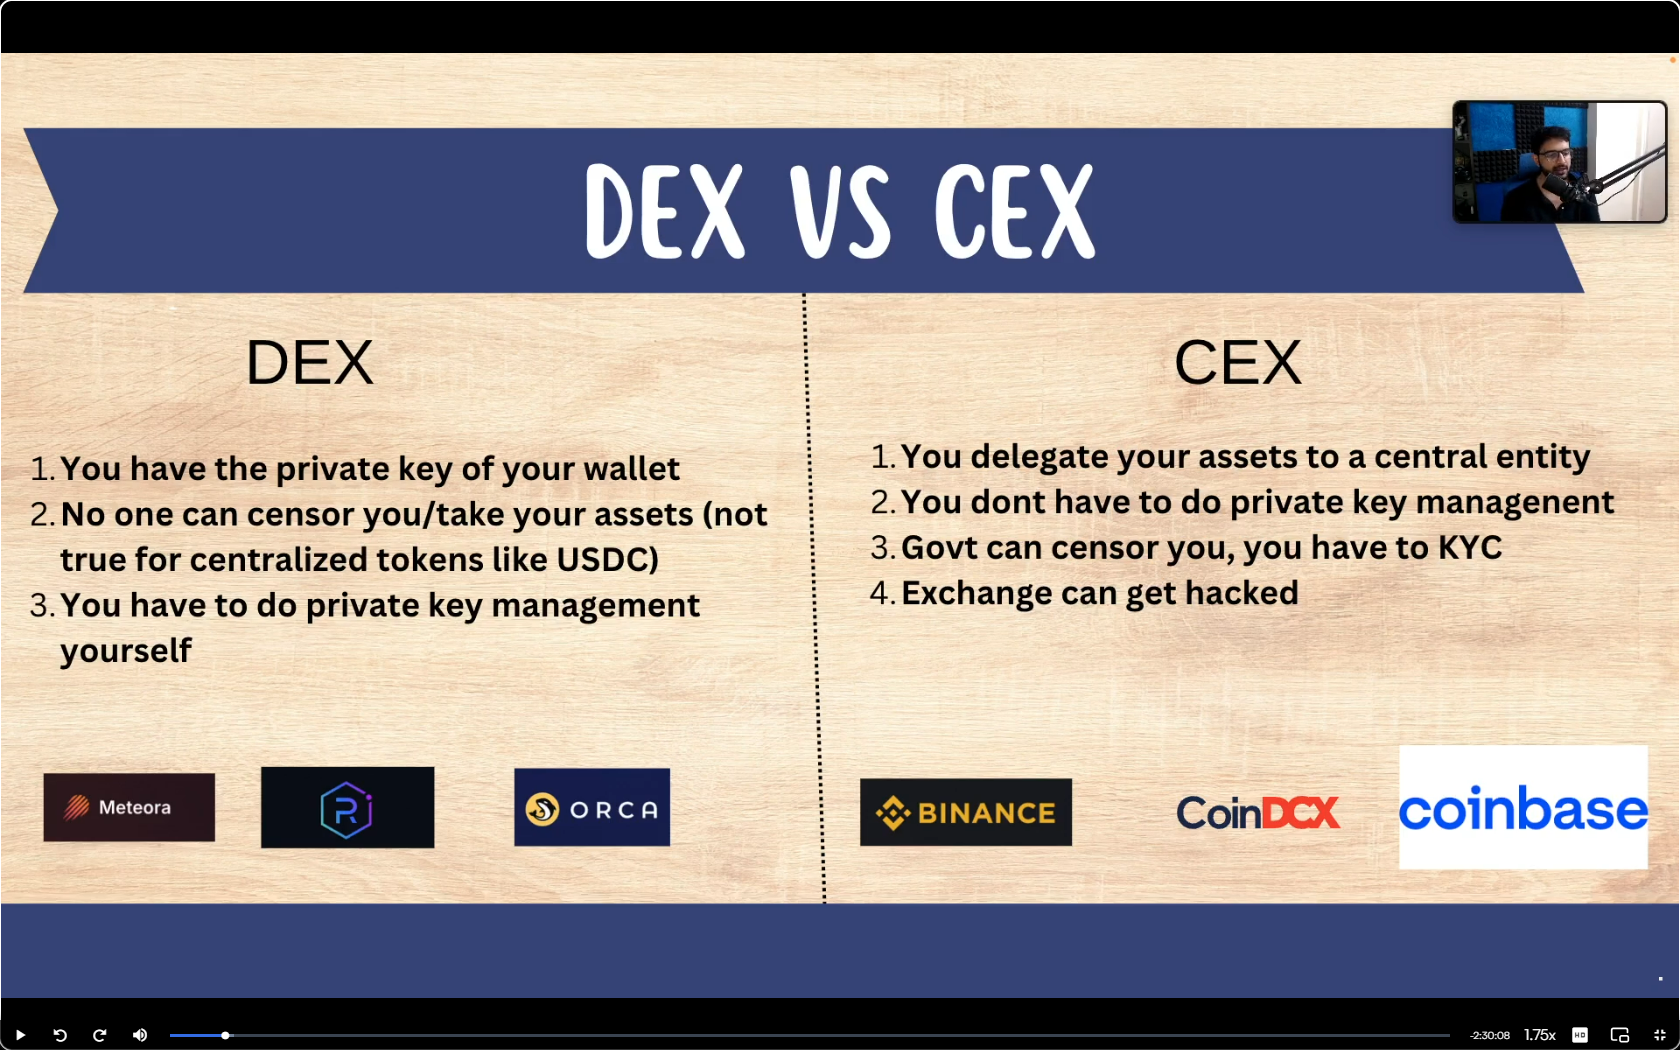 DEX VS CEX
DEX
1. You have the private key of your wallet
2. No one can censor you/take your assets (not
true for centralized tokens like USDC)
3. You have to do private key management
yourself
Meteora
R
ORCA
CEX
1. You delegate your assets to a central entity
2. You dont have to do private key managenent
3. Govt can censor you, you have to KYC
4. Exchange can get hacked
BINANCE
CoinDCX
coinbase
-2:30:08 1.75x HD